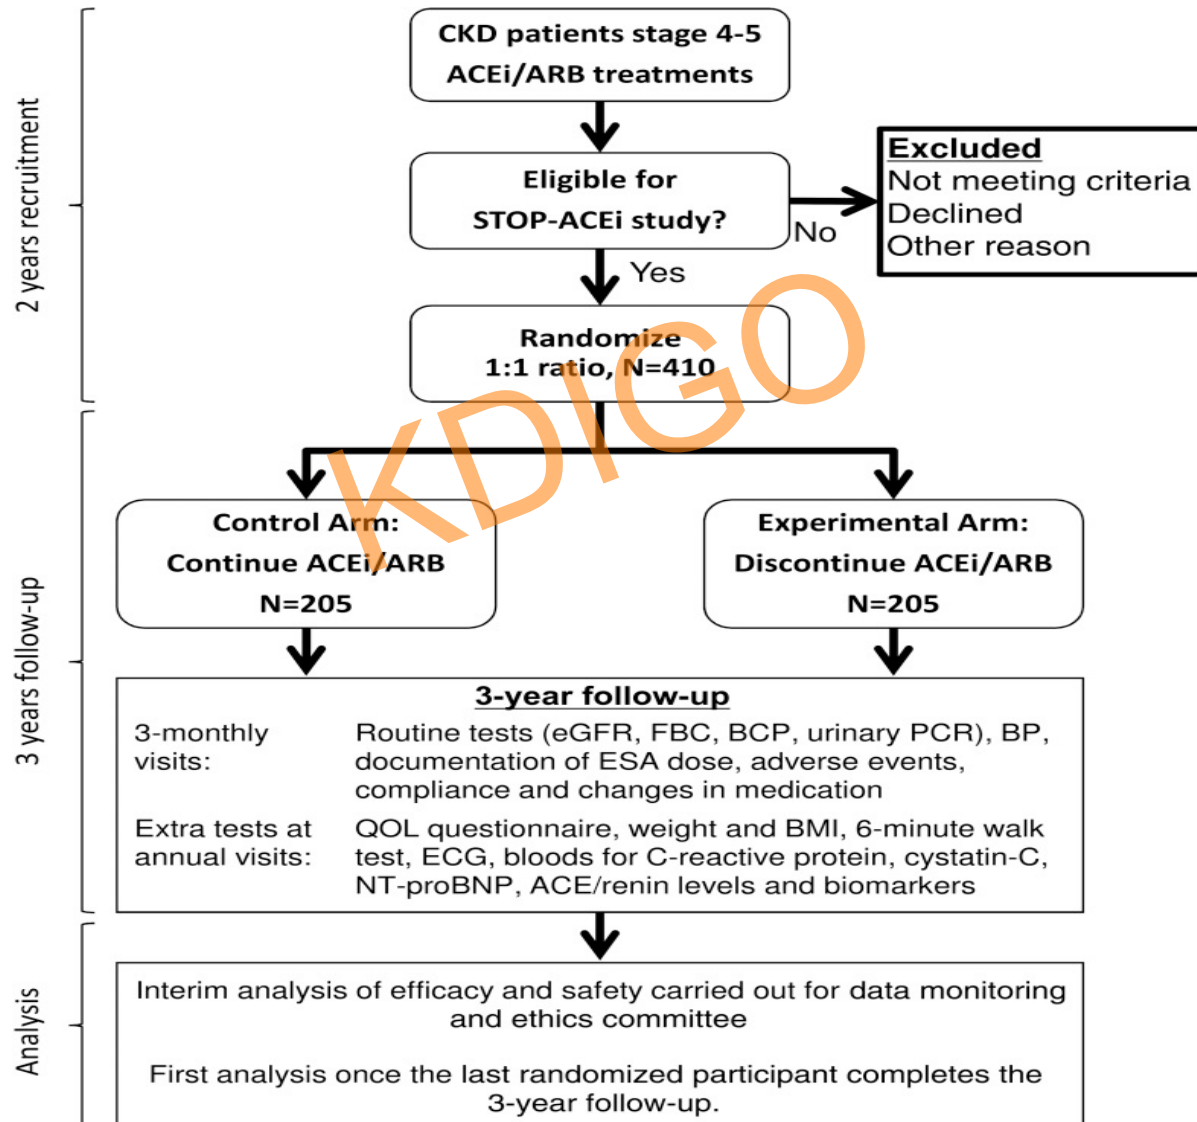 CKD patients stage 4-5
ACEi/ARB treatments
2 years recruitment
Eligible for
STOP-ACEi study?
No
Excluded
Not meeting criteria
Declined
Other reason
Yes
Randomize
1:1 ratio, N=410
KDIGO
3 years follow-up
Control Arm:
Continue ACEi/ARB
N=205
Experimental Arm:
Discontinue ACEi/ARB
N=205
3-year follow-up
3-monthly
visits:
Routine tests (eGFR, FBC, BCP, urinary PCR), BP,
documentation of ESA dose, adverse events,
compliance and changes in medication
Extra tests at
annual visits:
QOL questionnaire, weight and BMI, 6-minute walk
test, ECG, bloods for C-reactive protein, cystatin-C,
NT-proBNP, ACE/renin levels and biomarkers
Analysis
Interim analysis of efficacy and safety carried out for data monitoring
and ethics committee
First analysis once the last randomized participant completes the
3-year follow-up.